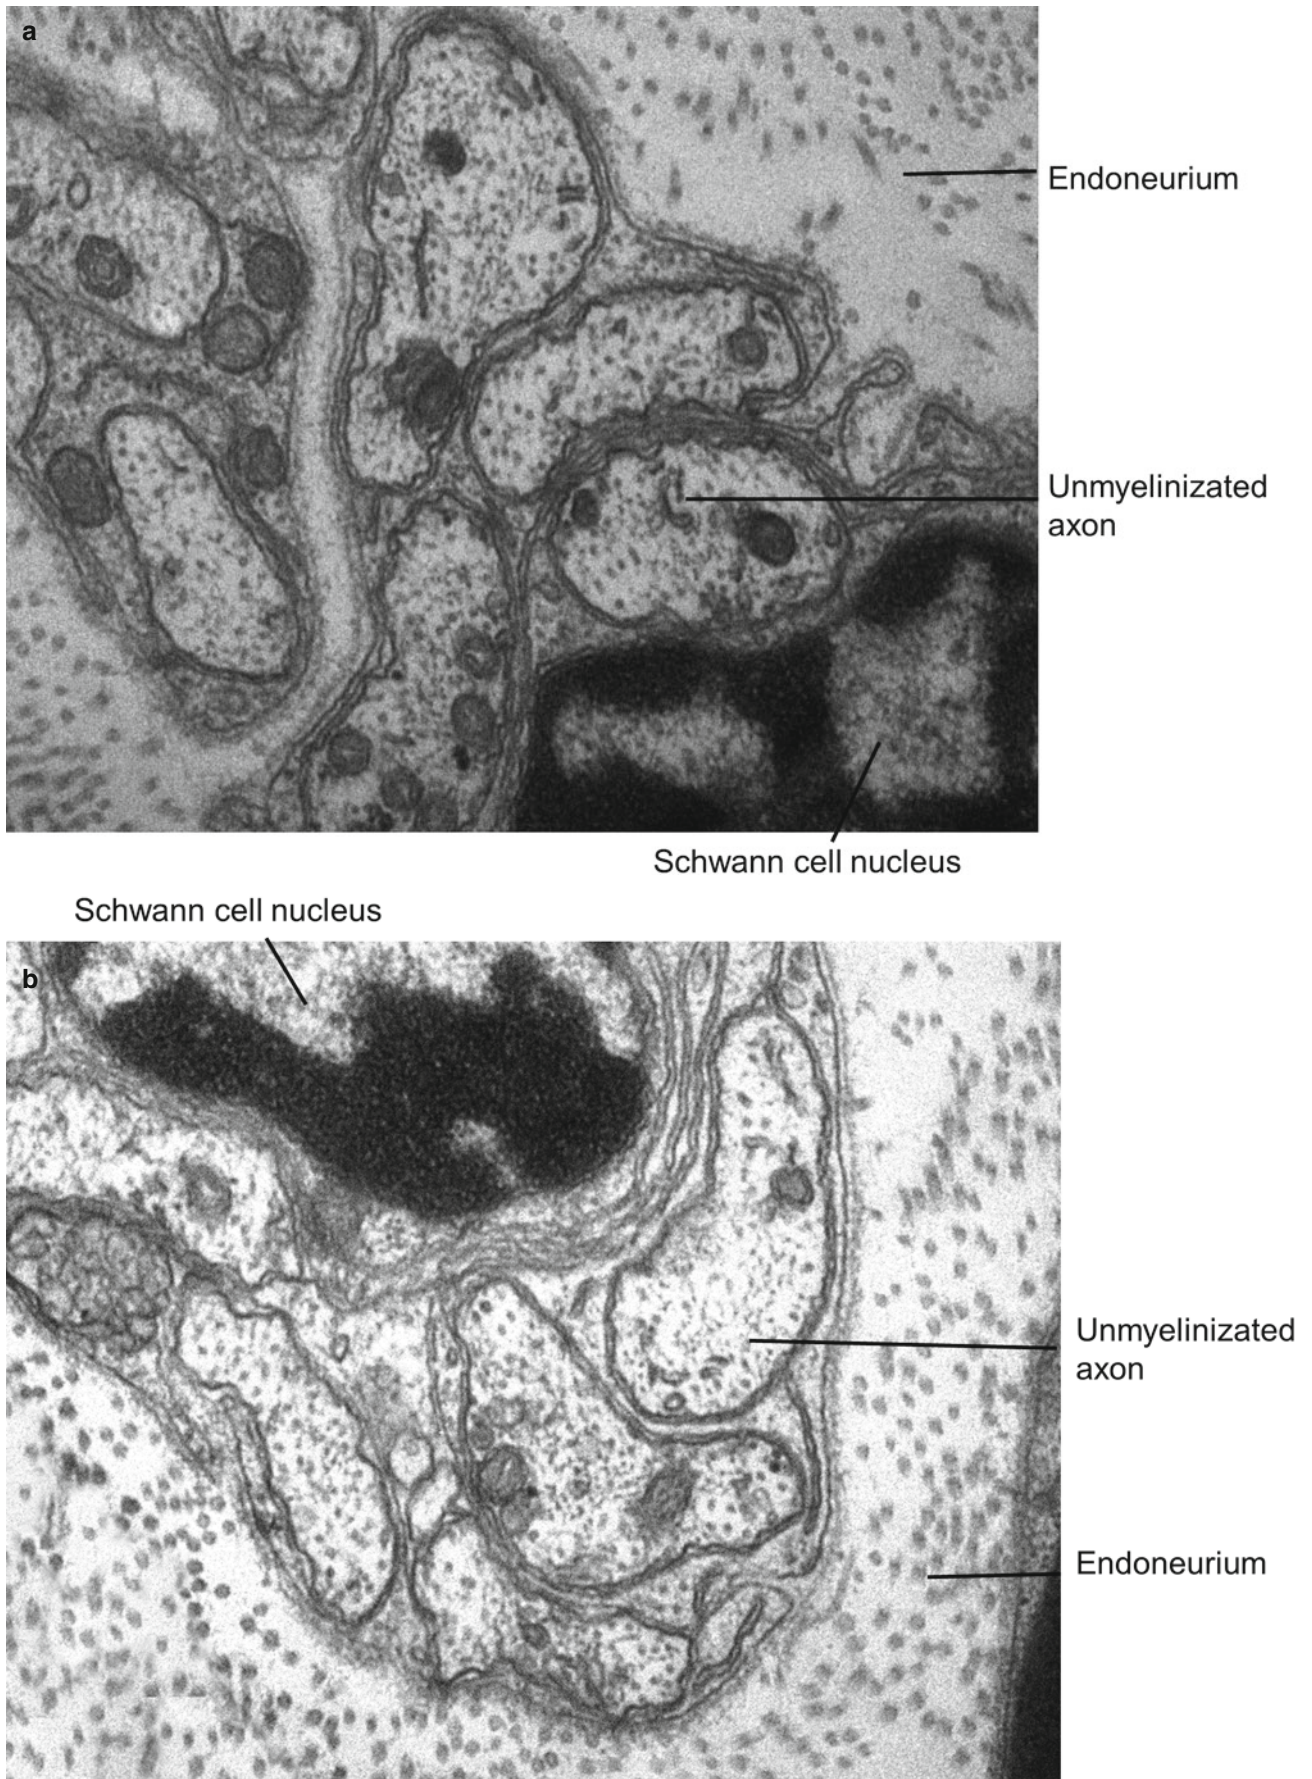 a
Endoneurium
Unmyelinizated
axon
Schwann cell nucleus
Schwann cell nucleus
b
Unmyelinizated
axon
Endoneurium